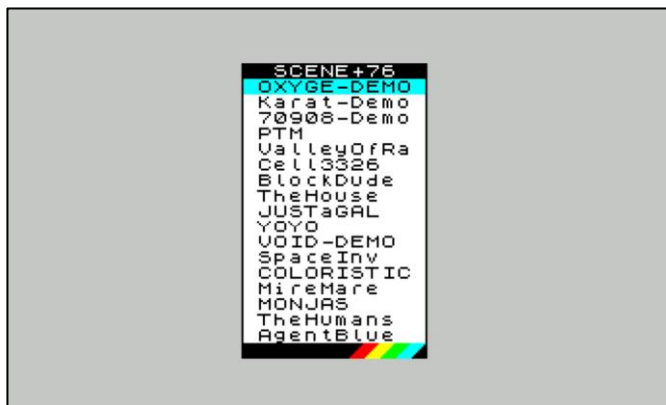 SCENE+76
OXYGE-DEMO
Karat-Demo
70908-Demo
PTM
ValleyOfRa
Cell3326
BlockDude
TheHouse
JUSTaGAL
YOYO
VOID-DEMO
SpaceInv
COLORISTIC
MireMare
MONJAS
TheHumans
AgentBlue